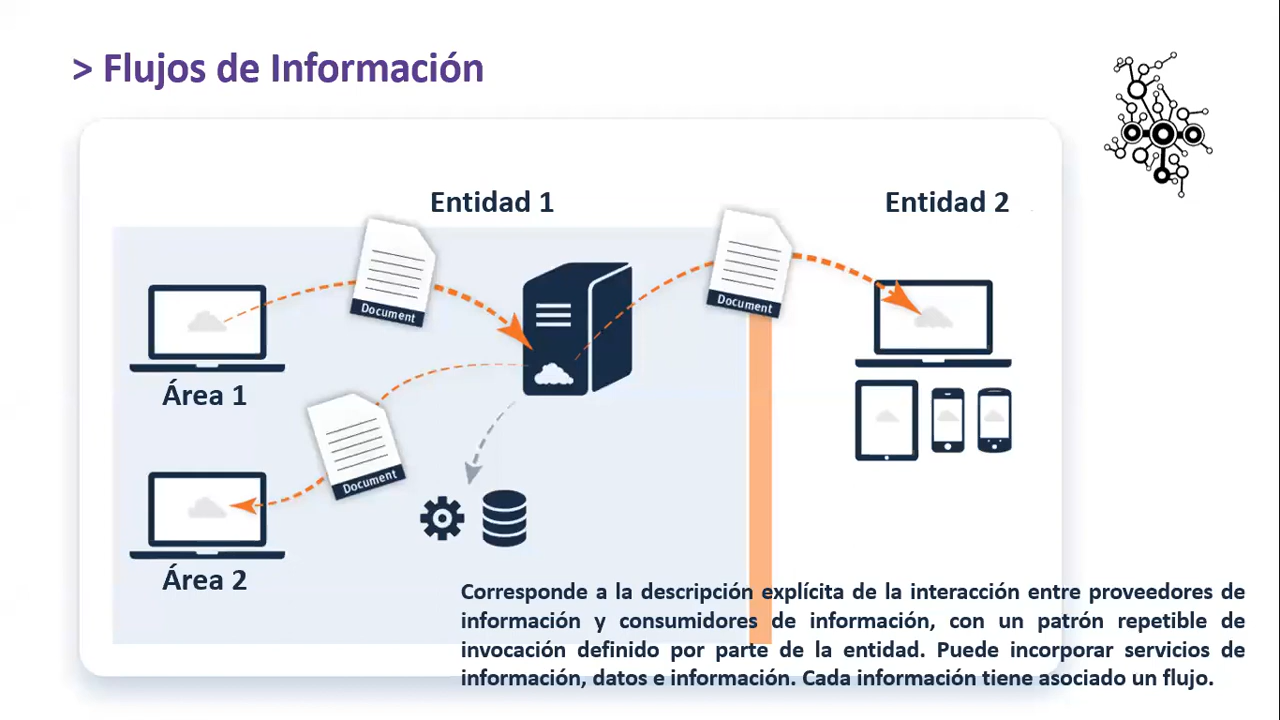 > Flujos de Información
Entidad 1
Entidad 2
Document
Document
Área 1
Document
Área 2
Corresponde a la descripción explícita de la interacción entre proveedores de
información y consumidores de información, con un patrón repetible de
invocación definido por parte de la entidad. Puede incorporar servicios de
información, datos e información. Cada información tiene asociado un flujo.